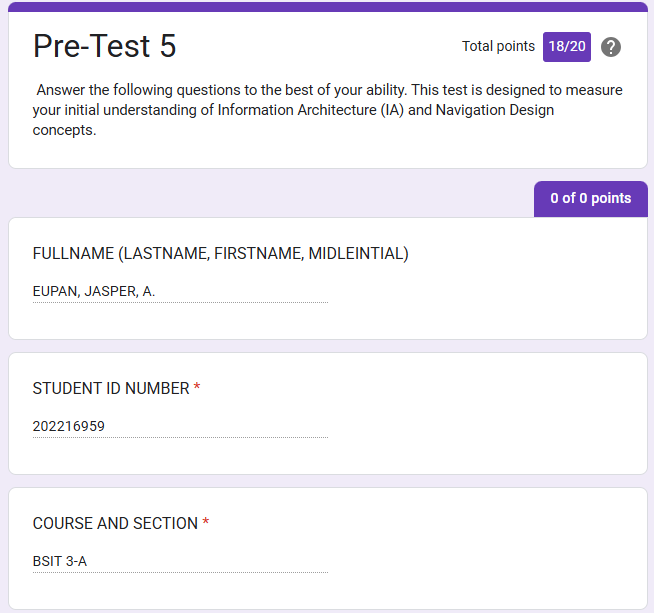 Pre-Test 5
Total points 18/20 ?
Answer the following questions to the best of your ability. This test is designed to measure
your initial understanding of Information Architecture (IA) and Navigation Design
concepts.
0 of 0 points
FULLNAME (LASTNAME, FIRSTNAME, MIDLEINTIAL)
EUPAN, JASPER, A.
STUDENT ID NUMBER *
202216959
COURSE AND SECTION *
BSIT 3-A